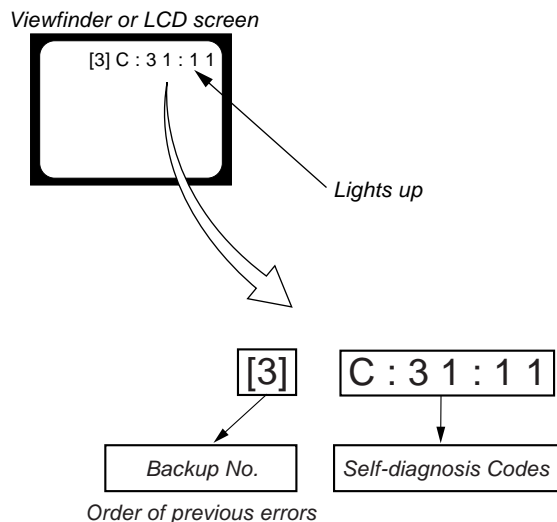 Viewfinder or LCD screen
[3] C : 3 1 : 1 1
Lights up
[3] C : 3 1 : 1 1
Backup No. Self-diagnosis Codes
Order of previous errors